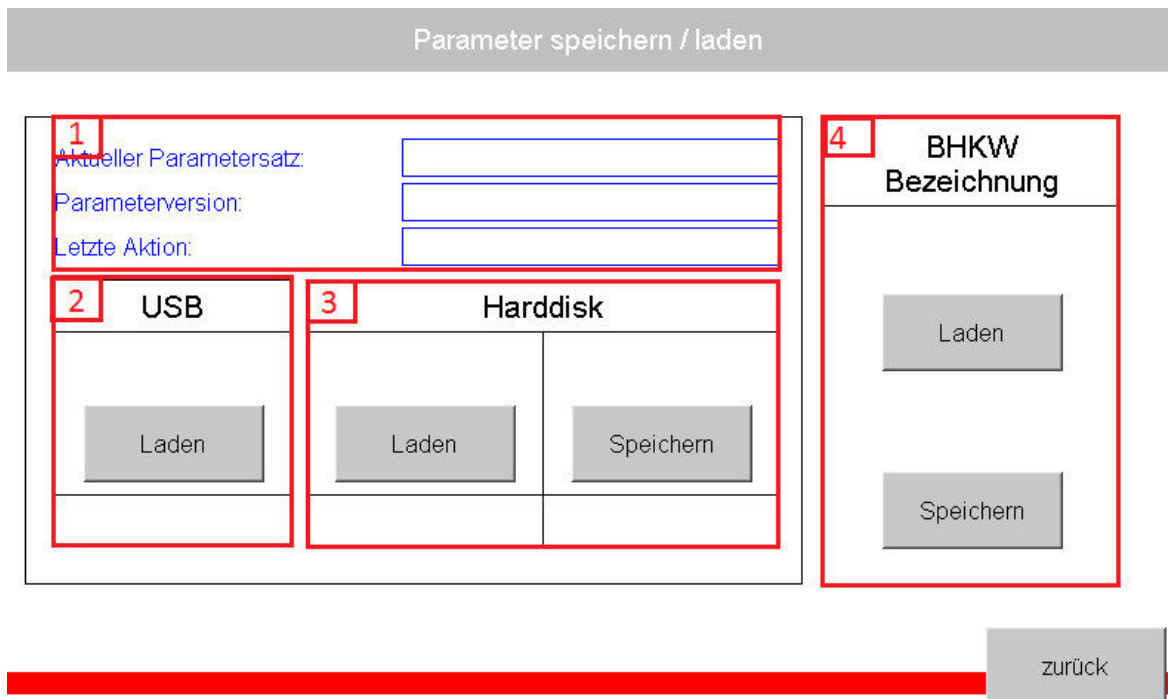 Parameter speichern / laden
1
Aktueller Parametersatz:
Parameterversion:
Letzte Aktion:
2
USB
Laden
3
Harddisk
Laden
Speichern
4
BHKW
Bezeichnung
Laden
Speichern
zurück